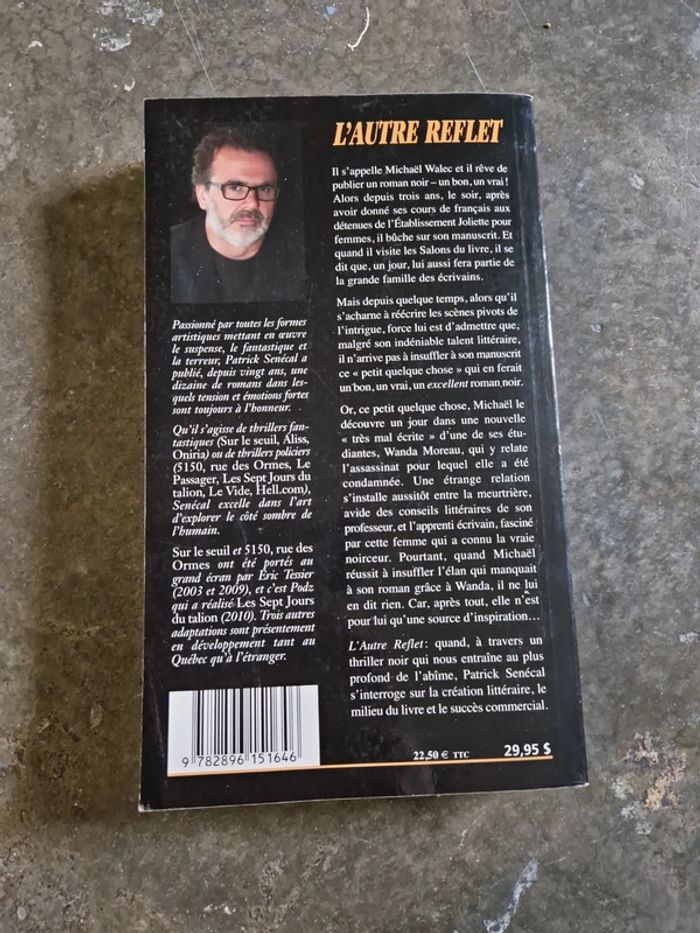 L'AUTRE REFLET
Il s'appelle Michaël Walec et il rêve de
publier un roman noir – un bon, un vrai !
Alors depuis trois ans, le soir, après
avoir donné ses cours de français aux
détenues de l'Établissement Joliette pour
femmes, il bûche sur son manuscrit. Et
quand il visite les Salons du livre, il se
dit que, un jour, lui aussi fera partie de
la grande famille des écrivains.
Mais depuis quelque temps, alors qu'il
s'acharne à réécrire les scènes pivots de
l'intrigue, force lui est d'admettre que,
malgré son indéniable talent littéraire,
il n'arrive pas à insuffler à son manuscrit
ce « petit quelque chose » qui en ferait
un bon, un vrai, un excellent roman noir.
Or, ce petit quelque chose, Michaël le
découvre un jour dans une nouvelle
« très mal écrite » d'une de ses étu-
diantes, Wanda Moreau, qui y relate
l'assassinat pour lequel elle a été
condamnée. Une étrange relation
s'installe aussitôt entre la meurtrière,
avide des conseils littéraires de son
professeur, et l'apprenti écrivain, fasciné
par cette femme qui a connu la vraie
noirceur. Pourtant, quand Michaël
réussit à insuffler l'élan qui manquait
à son roman grâce à Wanda, il ne lui
en dit rien. Car, après tout, elle n'est
pour lui qu'une source d'inspiration…
L'Autre Reflet : quand, à travers un
thriller noir qui nous entraîne au plus
profond de l'abîme, Patrick Senécal
s'interroge sur la création littéraire, le
milieu du livre et le succès commercial.
Passionné par toutes les formes
artistiques mettant en œuvre
le suspense, le fantastique et
la terreur, Patrick Senécal a
publié, depuis vingt ans, une
dizaine de romans dans les-
quels tension et émotions fortes
sont toujours à l'honneur.
Qu'il s'agisse de thrillers fan-
tastiques (Sur le seuil, Aliss,
Oniria) ou de thrillers policiers
(5150, rue des Ormes, Le
Passager, Les Sept Jours du
talion, Le Vide, Hell.com),
Senécal excelle dans l'art
d'explorer le côté sombre de
l'humain.
Sur le seuil et 5150, rue des
Ormes ont été portés au
grand écran par Éric Tessier
(2003 et 2009), et c'est Podz
qui a réalisé Les Sept Jours
du talion (2010). Trois autres
adaptations sont présentement
en développement tant au
Québec qu'à l'étranger.
9 782896 151646
22,50 € TTC
29,95 $